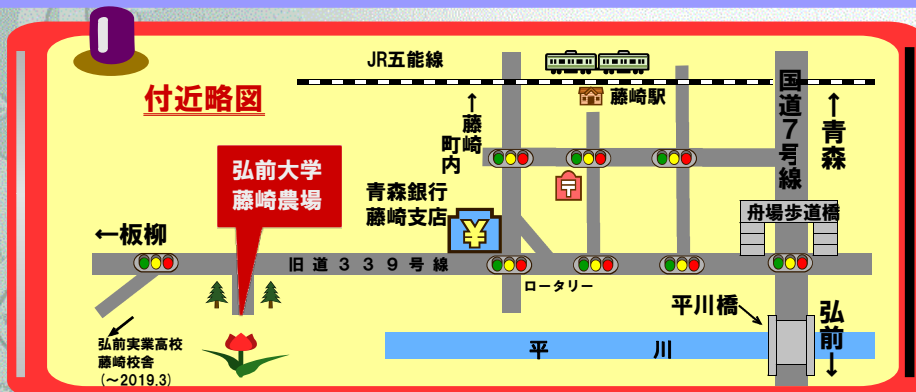 JR五能線
付近略図
藤崎駅
↑藤崎
町内
国道7号線
↑青森
弘前大学
藤崎農場
〒
青森銀行
藤崎支店
¥
舟場歩道橋
←板柳
旧道339号線
ロータリー
平川橋
弘前↓
平川
弘前実業高校
藤崎校舎
(~2019.3)